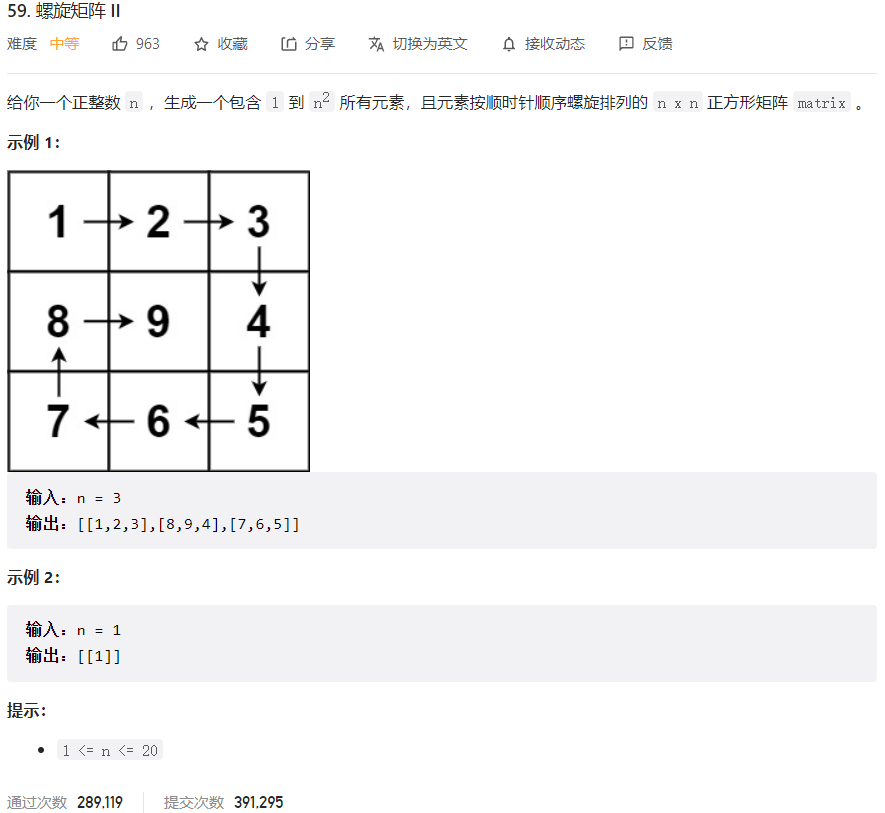 59. 螺旋矩阵 II
难度 中等 963 收藏 分享 切换为英文 接收动态 反馈
给你一个正整数 n ，生成一个包含 1 到 n² 所有元素，且元素按顺时针顺序螺旋排列的 n x n 正方形矩阵 matrix 。
示例 1：
1 2 3
8 9 4
7 6 5
输入：n = 3
输出：[[1,2,3],[8,9,4],[7,6,5]]
示例 2：
输入：n = 1
输出：[[1]]
提示：
1 <= n <= 20
通过次数 289,119 提交次数 391,295